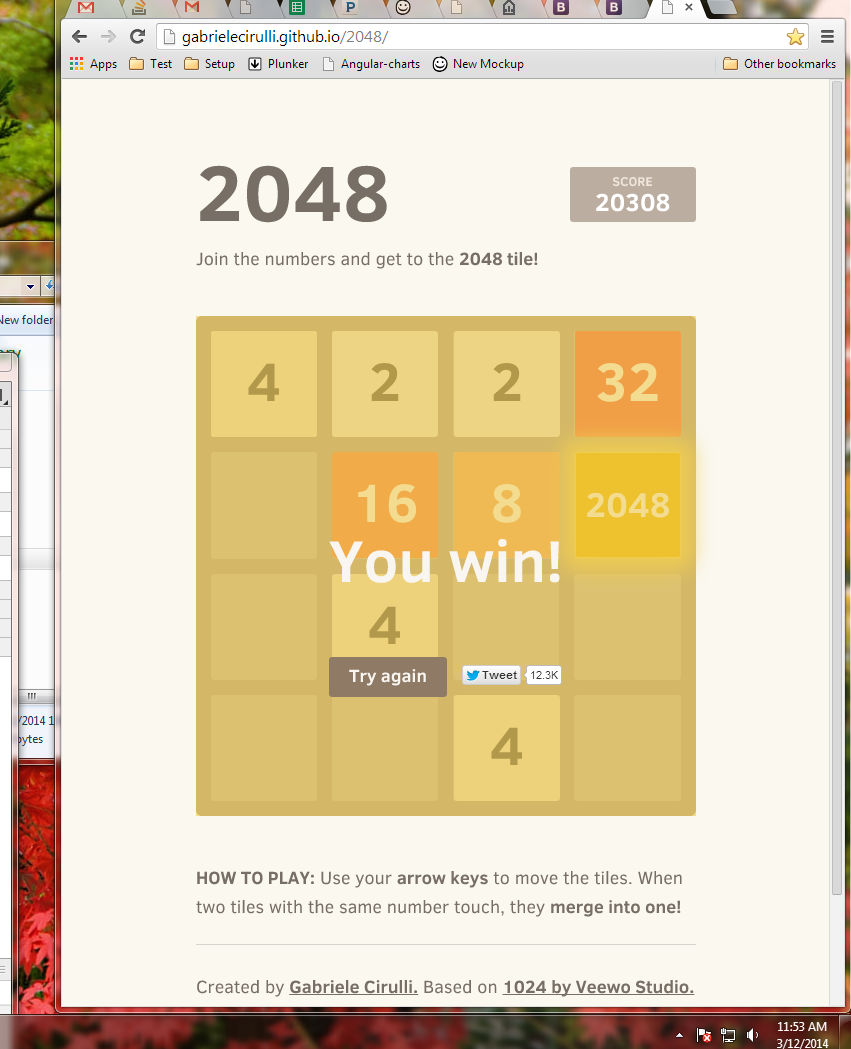 gabrielecirulli.github.io/2048/
Apps Test Setup Plunker Angular-charts New Mockup Other bookmarks
2048
SCORE
20308
Join the numbers and get to the 2048 tile!
New folder
4 2 2 32
16 8 2048
You win!
4
Try again Tweet 12.3K
/2014 1
bytes
4
HOW TO PLAY: Use your arrow keys to move the tiles. When
two tiles with the same number touch, they merge into one!
Created by Gabriele Cirulli. Based on 1024 by Veewo Studio.
11:53 AM
3/12/2014